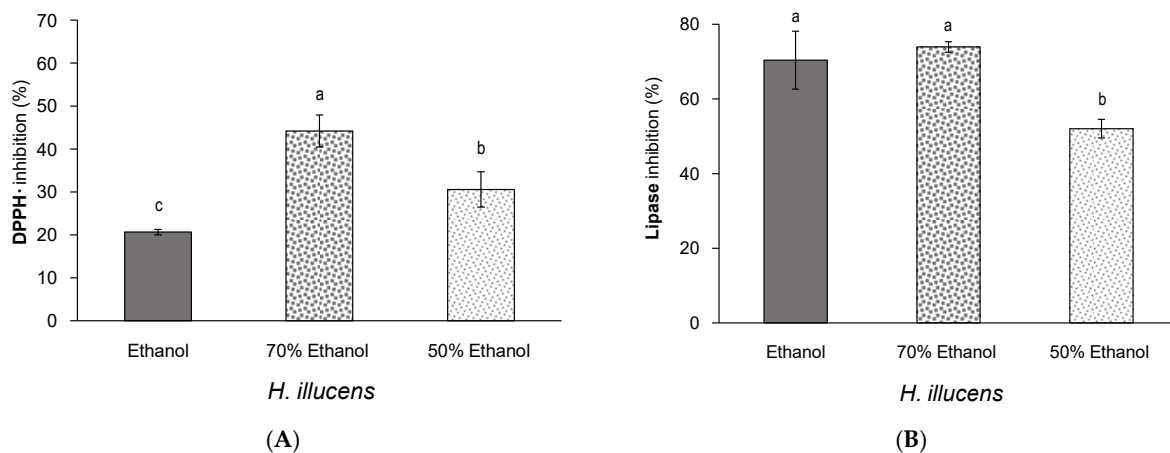 70
60
50
40
30
20
10
0
DPPH· inhibition (%)
c
a
b
Ethanol
70% Ethanol
50% Ethanol
H. illucens
(A)
80
60
40
20
0
Lipase inhibition (%)
a
a
b
Ethanol
70% Ethanol
50% Ethanol
H. illucens
(B)